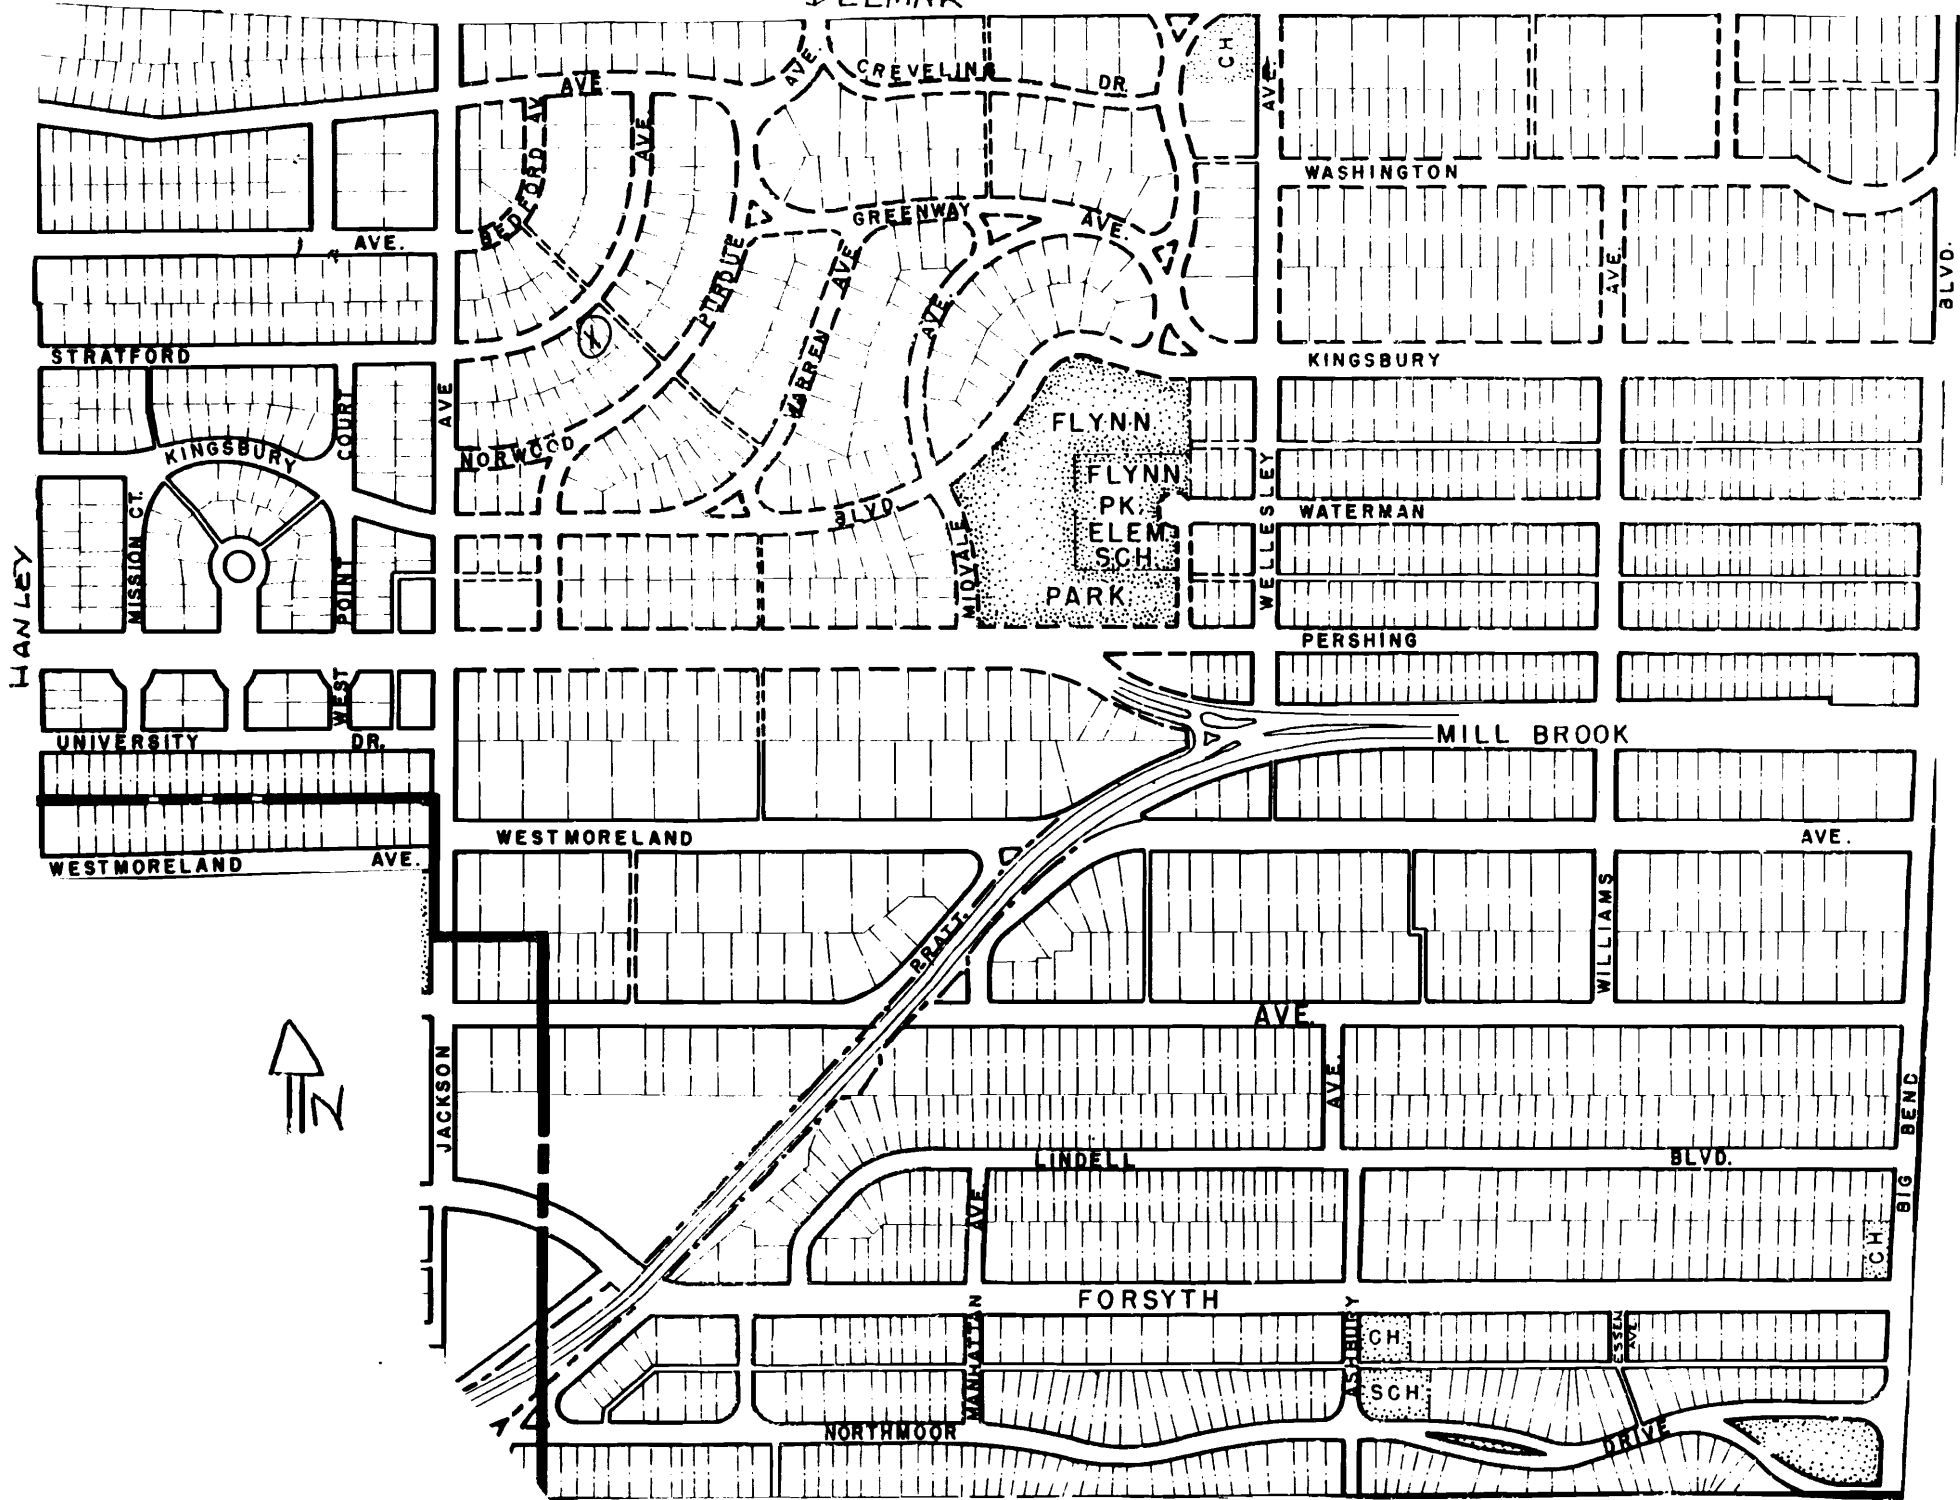 DELMAR
CH
AVE.
CREVELING
DR.
AVE.
AVE.
BEDFORD AV
AVE
WASHINGTON
GREENWAY
AVE.
AVE.
PURDUE
AVE
AVE.
AVE.
BLVD.
STRATFORD
KINGSBURY
WARREN
AVE
COURT
FLYNN
NORWOOD
KINGSBURY
FLYNN
PK.
ELEM
SCH.
PARK
WELLESLEY
WATERMAN
BLVD.
MIDVALE
HANLEY
MISSION CT.
POINT
WEST
PERSHING
UNIVERSITY
DR.
MILL BROOK
WESTMORELAND
AVE.
WESTMORELAND
AVE.
WILLIAMS
PRATT
AVE.
N
JACKSON
AVE.
BEND
LINDELL
BLVD.
AVE
BIG
CH
FORSYTH
MANHATTAN
ASHBURY
CH
ESSEN
AVE.
SCH
NORTHMOOR
DRIVE